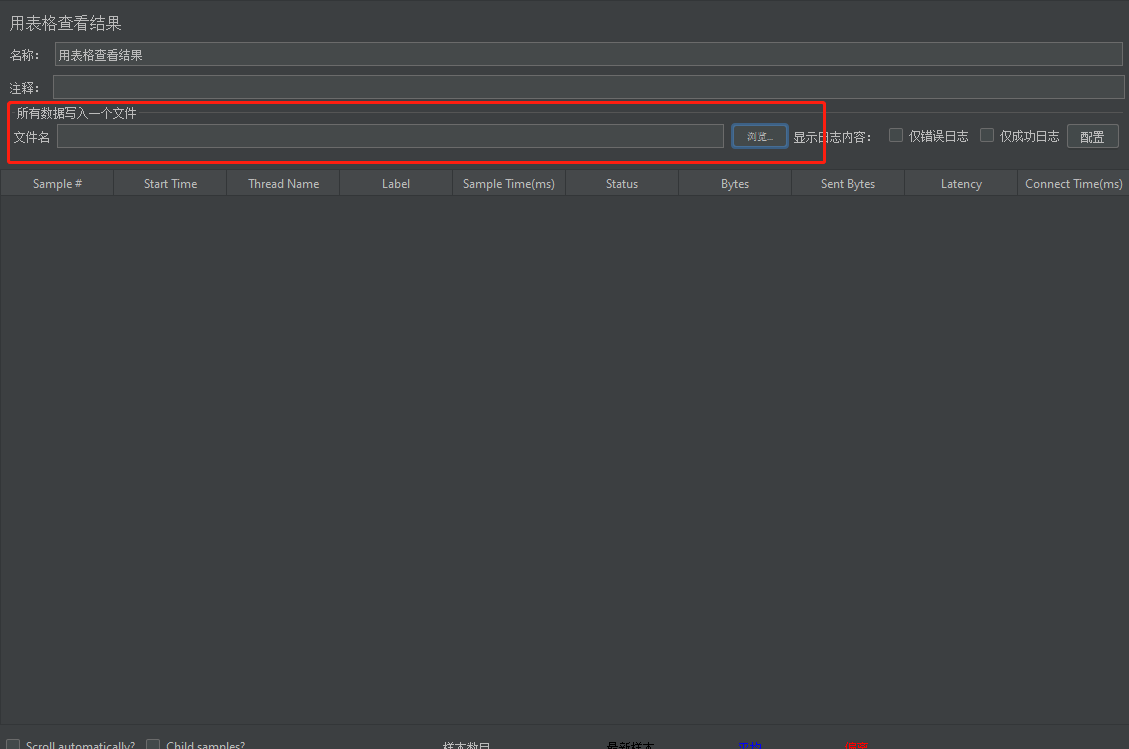 用表格查看结果
名称： 用表格查看结果
注释：
所有数据写入一个文件
文件名 浏览... 显示日志内容： 仅错误日志 仅成功日志 配置
Sample # Start Time Thread Name Label Sample Time(ms) Status Bytes Sent Bytes Latency Connect Time(ms)
Scroll automatically? Child samples? 样本数目 最新样本 平均 偏离